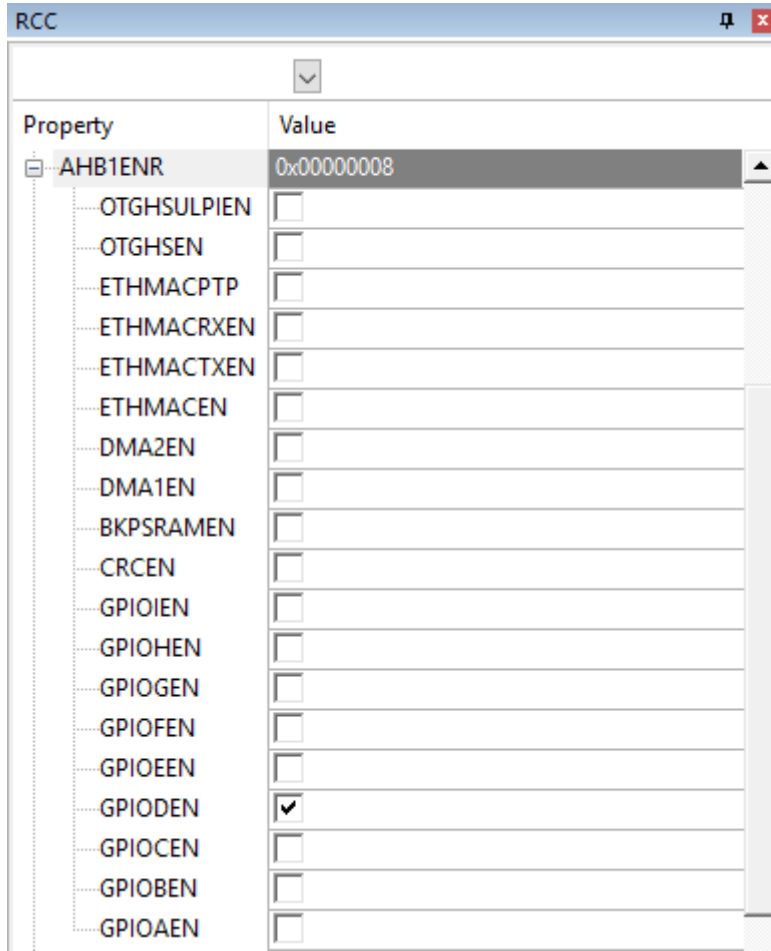 RCC
Property Value
AHB1ENR 0x00000008
OTGHSULPIEN
OTGHSEN
ETHMACPTP
ETHMACRXEN
ETHMACTXEN
ETHMACEN
DMA2EN
DMA1EN
BKPSRAMEN
CRCEN
GPIOIEN
GPIOHEN
GPIOGEN
GPIOFEN
GPIOEEN
GPIODEN
GPIOCEN
GPIOBEN
GPIOAEN